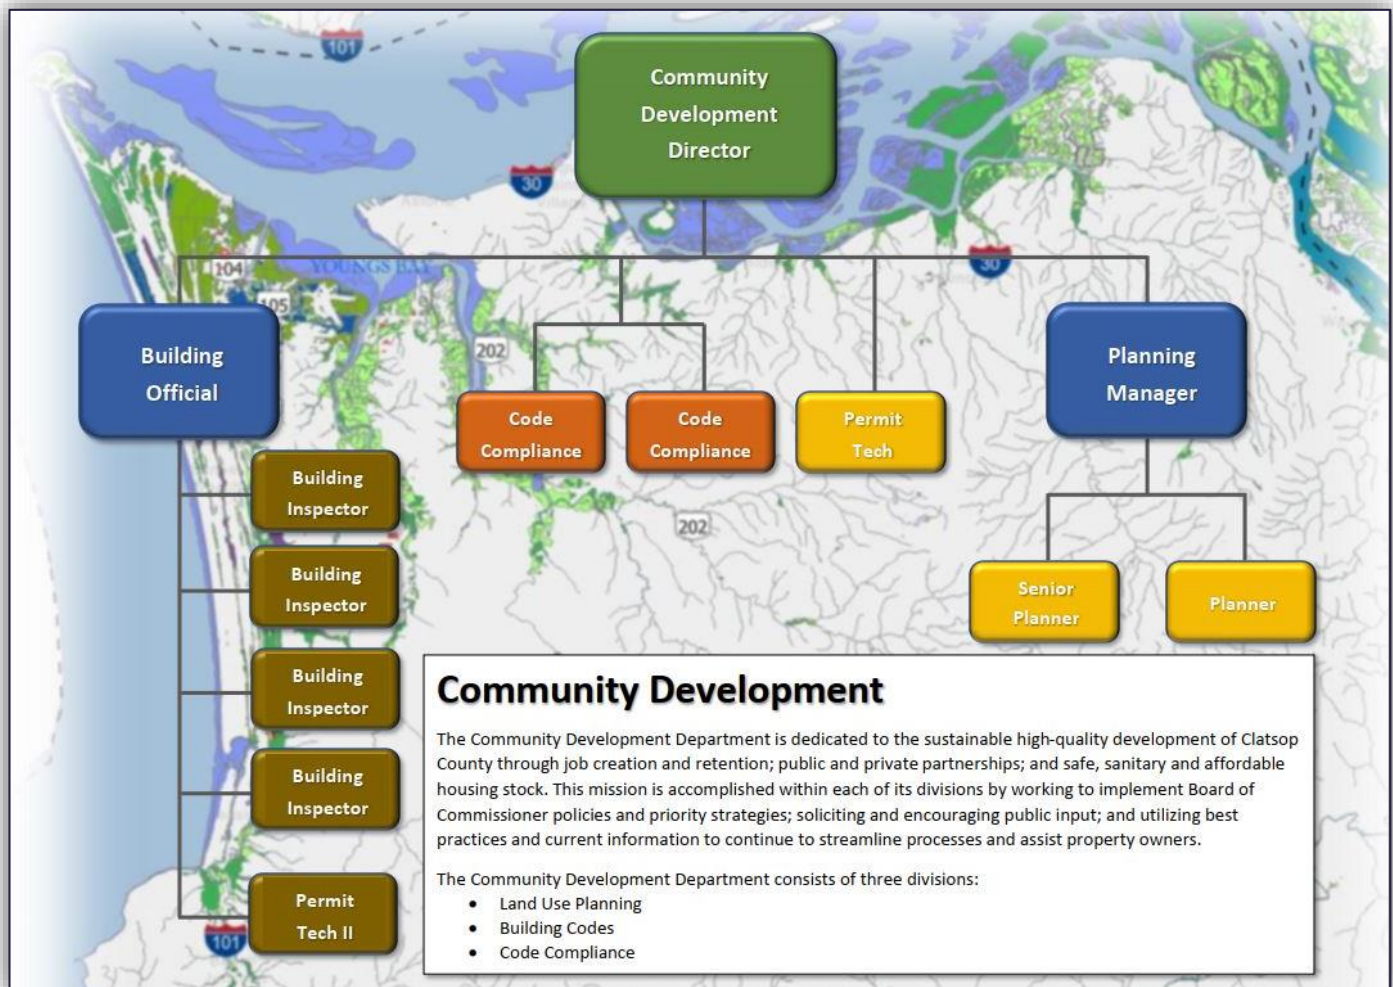 101
Community
Development
Director
30
104
YOUNGS BAY
30
105
202
Building
Official
Code
Compliance
Code
Compliance
Permit
Tech
Planning
Manager
Building
Inspector
202
Building
Inspector
Senior
Planner
Planner
Building
Inspector
Building
Inspector
Permit
Tech II
101
Community Development
The Community Development Department is dedicated to the sustainable high-quality development of Clatsop
County through job creation and retention; public and private partnerships; and safe, sanitary and affordable
housing stock. This mission is accomplished within each of its divisions by working to implement Board of
Commissioner policies and priority strategies; soliciting and encouraging public input; and utilizing best
practices and current information to continue to streamline processes and assist property owners.
The Community Development Department consists of three divisions:
• Land Use Planning
• Building Codes
• Code Compliance